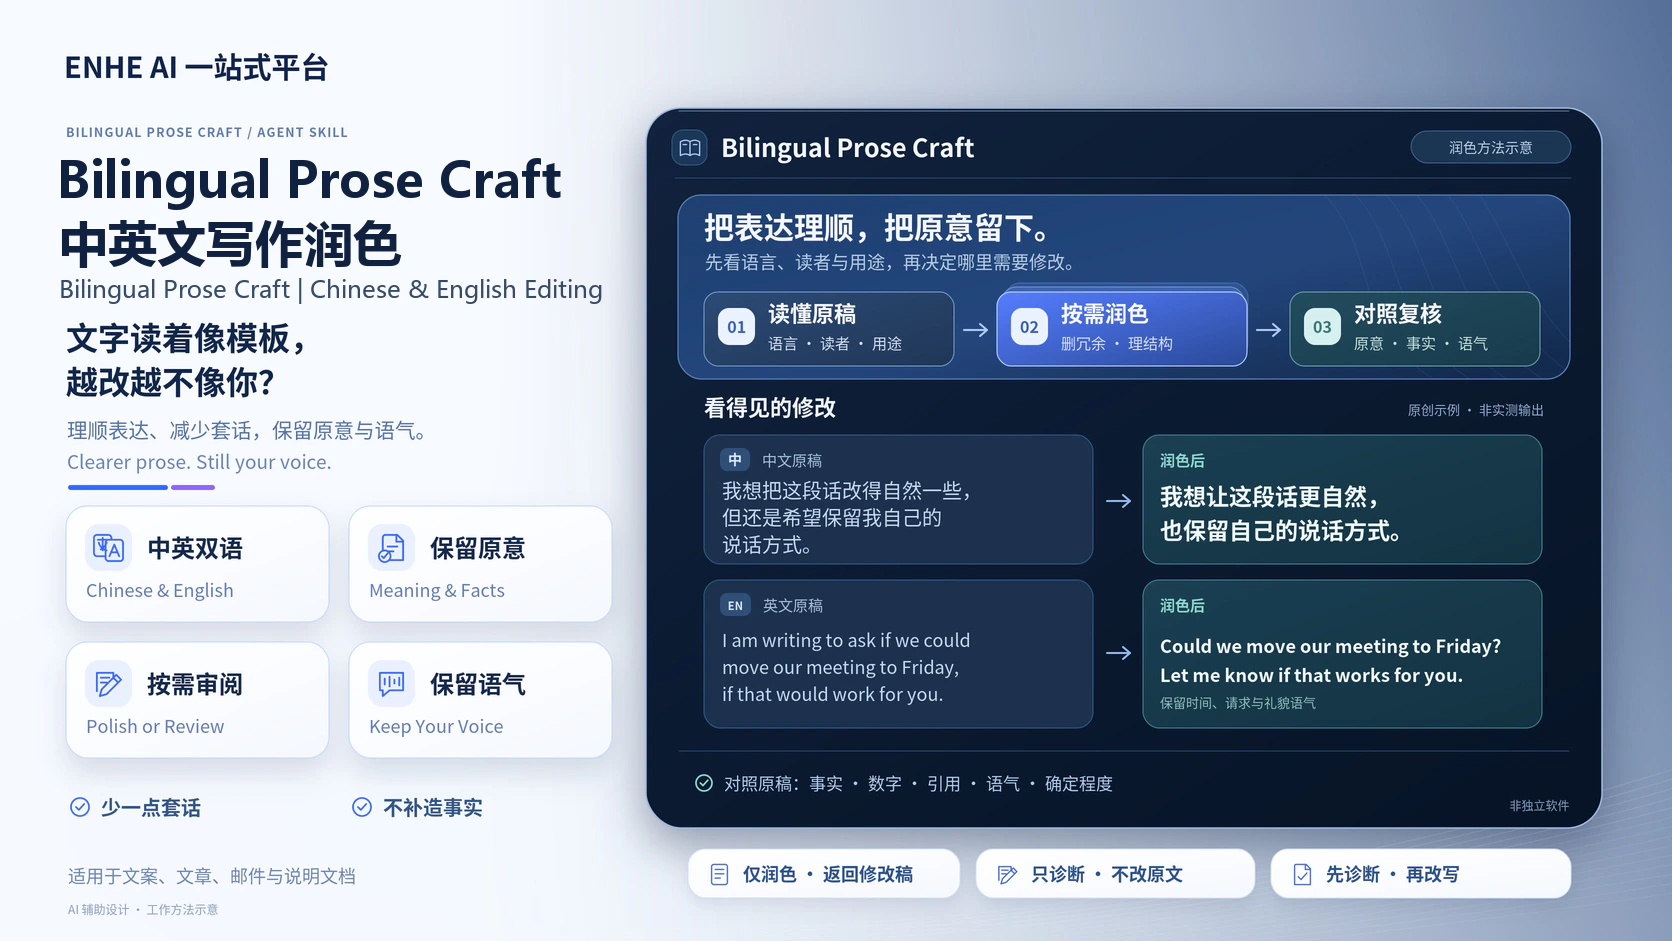 ENHE AI 一站式平台
BILINGUAL PROSE CRAFT / AGENT SKILL
Bilingual Prose Craft
中英文写作润色
Bilingual Prose Craft | Chinese & English Editing
文字读着像模板，
越改越不像你？
理顺表达、减少套话，保留原意与语气。
Clearer prose. Still your voice.
中英双语
Chinese & English
保留原意
Meaning & Facts
按需审阅
Polish or Review
保留语气
Keep Your Voice
少一点套话
不补造事实
适用于文案、文章、邮件与说明文档
AI 辅助设计 · 工作方法示意
Bilingual Prose Craft
润色方法示意
把表达理顺，把原意留下。
先看语言、读者与用途，再决定哪里需要修改。
01
读懂原稿
语言 · 读者 · 用途
02
按需润色
删冗余 · 理结构
03
对照复核
原意 · 事实 · 语气
看得见的修改
原创示例 · 非实测输出
中 中文原稿
我想把这段话改得自然一些，
但还是希望保留我自己的
说话方式。
润色后
我想让这段话更自然，
也保留自己的说话方式。
EN 英文原稿
I am writing to ask if we could
move our meeting to Friday,
if that would work for you.
润色后
Could we move our meeting to Friday?
Let me know if that works for you.
保留时间、请求与礼貌语气
对照原稿：事实 · 数字 · 引用 · 语气 · 确定程度
非独立软件
仅润色 · 返回修改稿
只诊断 · 不改原文
先诊断 · 再改写